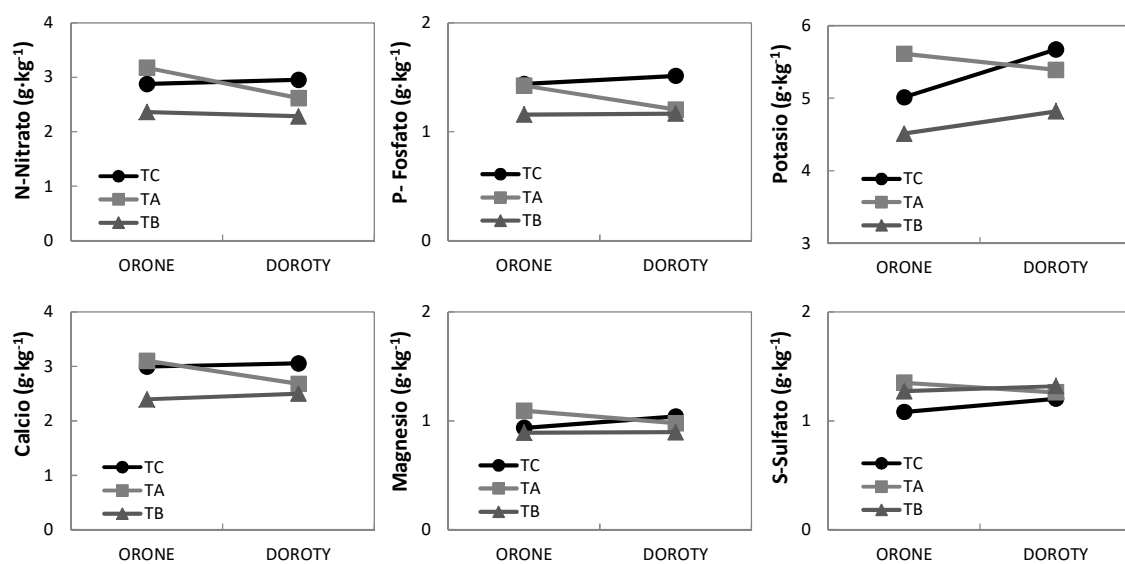 N-Nitrato (g·kg-1)
4
3
2
1
0
TC
TA
TB
ORONE DOROTY
P- Fosfato (g·kg-1)
2
1
0
TC
TA
TB
ORONE DOROTY
Potasio (g·kg-1)
6
5
4
3
TC
TA
TB
ORONE DOROTY
Calcio (g·kg-1)
4
3
2
1
0
TC
TA
TB
ORONE DOROTY
Magnesio (g·kg-1)
2
1
0
TC
TA
TB
ORONE DOROTY
S-Sulfato (g·kg-1)
2
1
0
TC
TA
TB
ORONE DOROTY